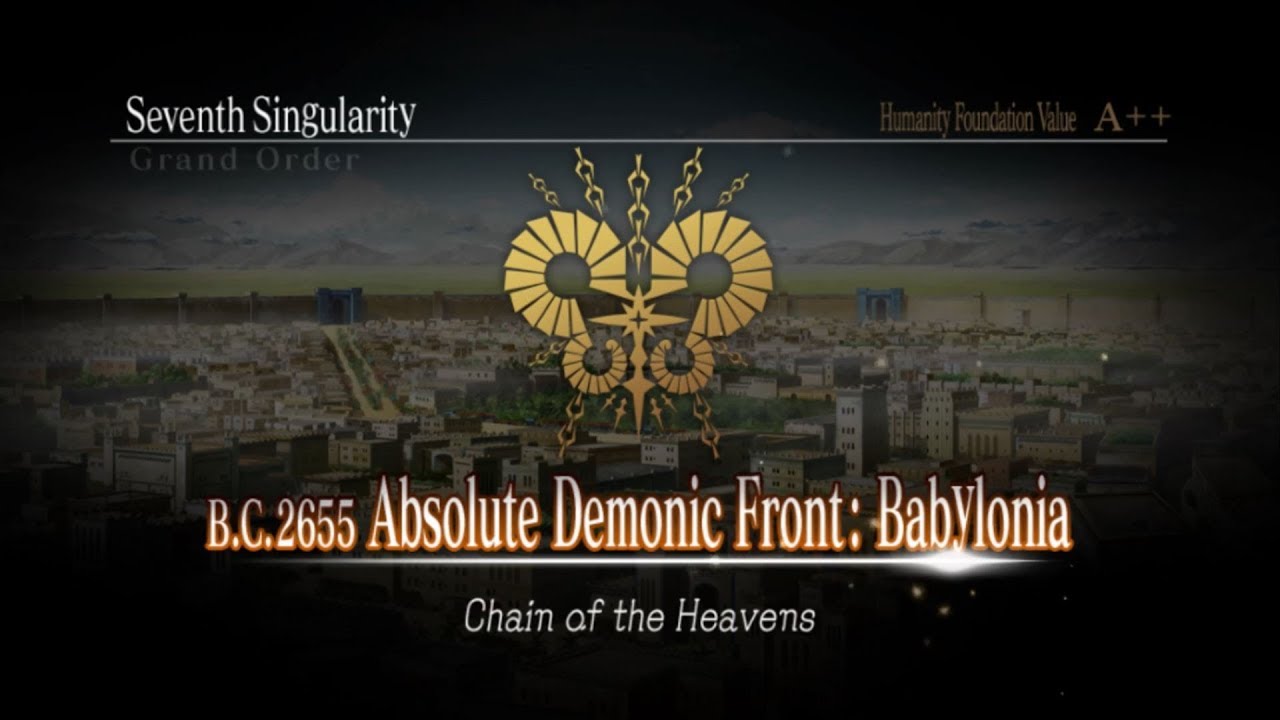 Seventh Singularity
Humanity Foundation Value A++
Grand Order
B.C.2655 Absolute Demonic Front: Babylonia
Chain of the Heavens